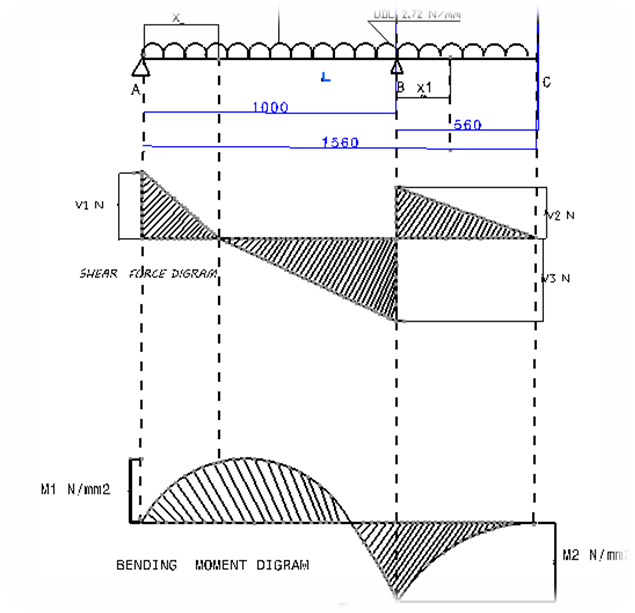 X
UDL 2.72 N/mm
L
A
B
X1
C
1000
560
1560
V1 N
V2 N
SHEAR FORCE DIGRAM
V3 N
M1 N/mm2
BENDING MOMENT DIGRAM
M2 N/mm2